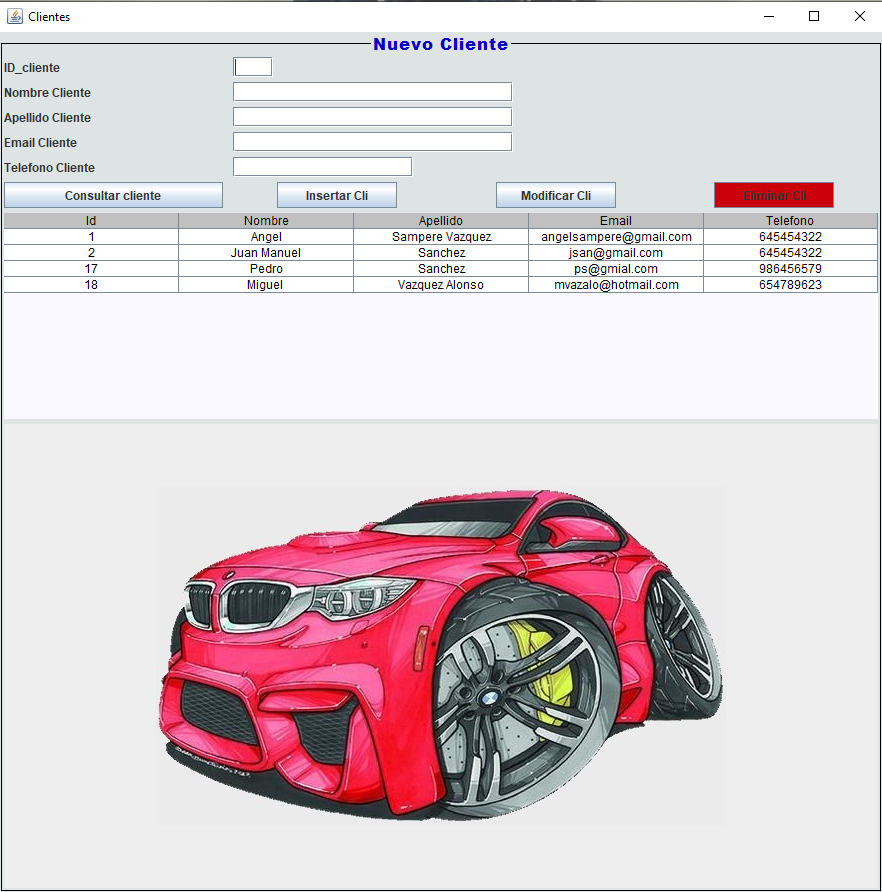 Clientes
Nuevo Cliente
ID_cliente
Nombre Cliente
Apellido Cliente
Email Cliente
Telefono Cliente
Consultar cliente Insertar Cli Modificar Cli Eliminar Cli
Id Nombre Apellido Email Telefono
1 Angel Sampere Vazquez angelsampere@gmail.com 645454322
2 Juan Manuel Sanchez jsan@gmail.com 645454322
17 Pedro Sanchez ps@gmial.com 986456579
18 Miguel Vazquez Alonso mvazalo@hotmail.com 654789623